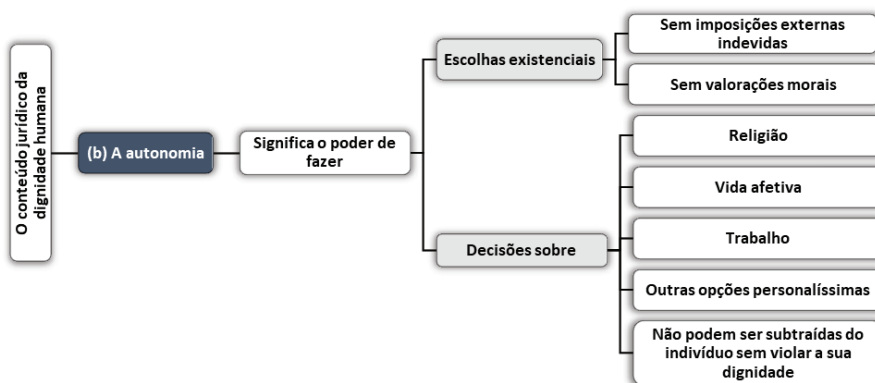 O conteúdo jurídico da
dignidade humana
(b) A autonomia
Significa o poder de
fazer
Escolhas existenciais
Sem imposições externas
indevidas
Sem valorações morais
Decisões sobre
Religião
Vida afetiva
Trabalho
Outras opções personalíssimas
Não podem ser subtraídas do
indivíduo sem violar a sua
dignidade